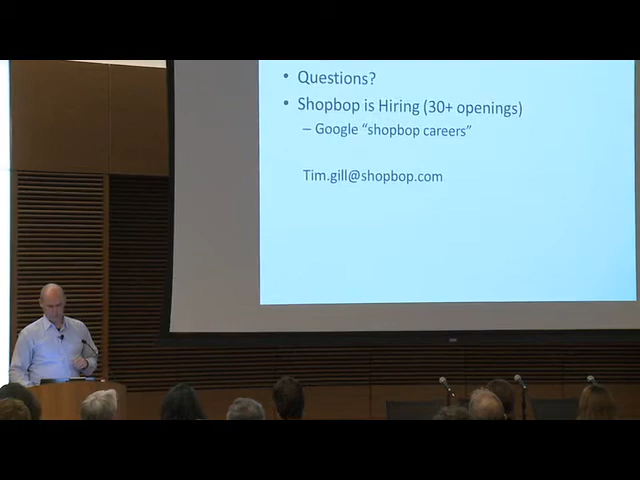 • Questions?
• Shopbop is Hiring (30+ openings)
– Google “shopbop careers”
Tim.gill@shopbop.com